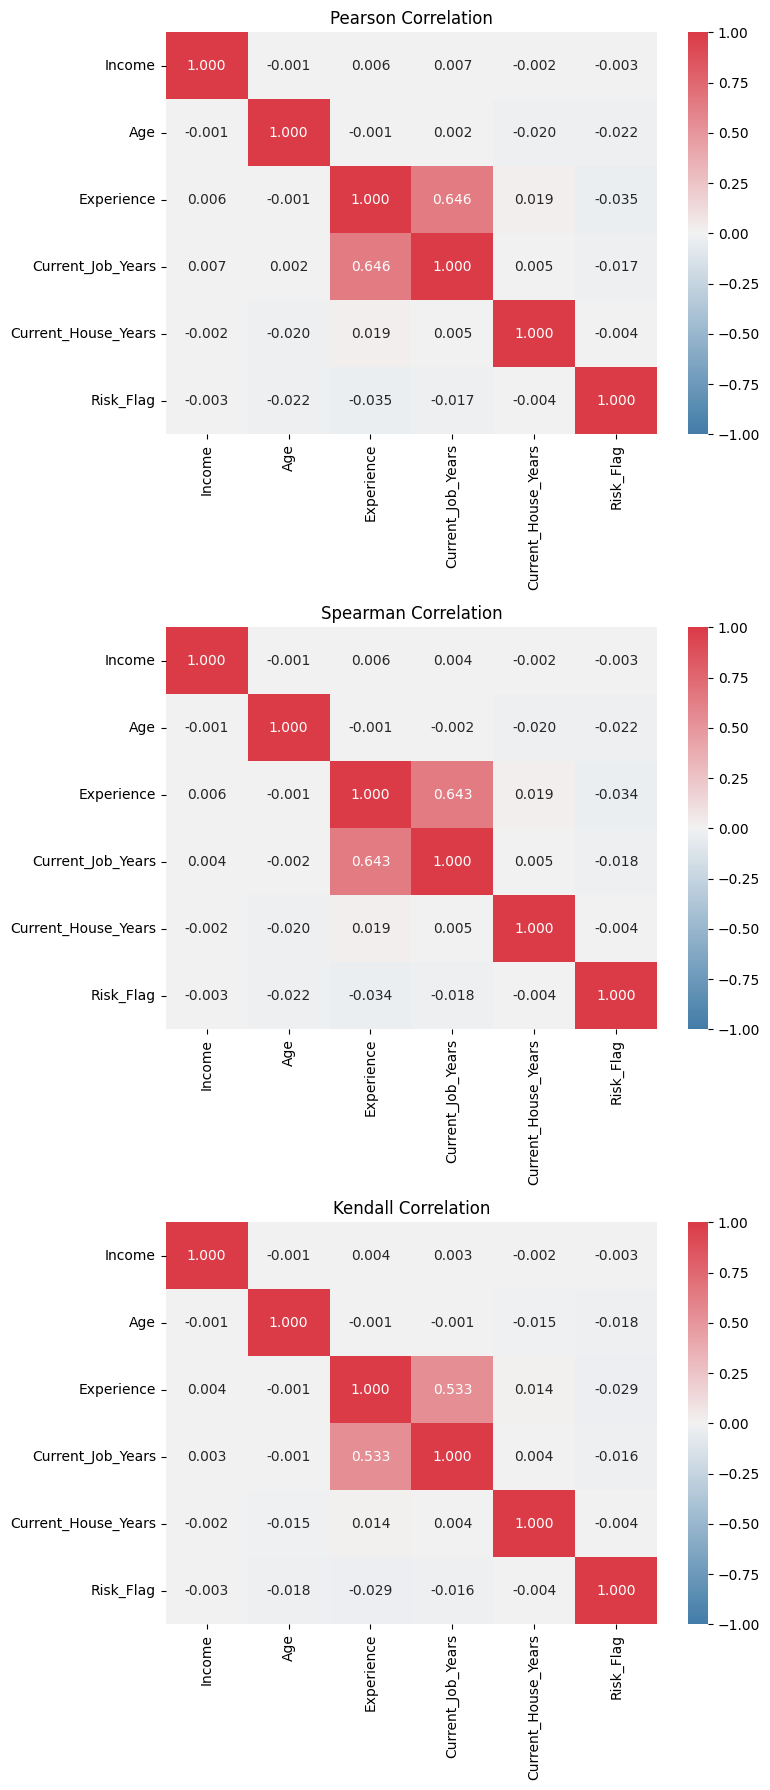 Pearson Correlation
Income 1.000 -0.001 0.006 0.007 -0.002 -0.003
Age -0.001 1.000 -0.001 0.002 -0.020 -0.022
Experience 0.006 -0.001 1.000 0.646 0.019 -0.035
Current_Job_Years 0.007 0.002 0.646 1.000 0.005 -0.017
Current_House_Years -0.002 -0.020 0.019 0.005 1.000 -0.004
Risk_Flag -0.003 -0.022 -0.035 -0.017 -0.004 1.000
Income
Age
Experience
Current_Job_Years
Current_House_Years
Risk_Flag
1.00
0.75
0.50
0.25
0.00
−0.25
−0.50
−0.75
−1.00
Spearman Correlation
Income 1.000 -0.001 0.006 0.004 -0.002 -0.003
Age -0.001 1.000 -0.001 -0.002 -0.020 -0.022
Experience 0.006 -0.001 1.000 0.643 0.019 -0.034
Current_Job_Years 0.004 -0.002 0.643 1.000 0.005 -0.018
Current_House_Years -0.002 -0.020 0.019 0.005 1.000 -0.004
Risk_Flag -0.003 -0.022 -0.034 -0.018 -0.004 1.000
Income
Age
Experience
Current_Job_Years
Current_House_Years
Risk_Flag
1.00
0.75
0.50
0.25
0.00
−0.25
−0.50
−0.75
−1.00
Kendall Correlation
Income 1.000 -0.001 0.004 0.003 -0.002 -0.003
Age -0.001 1.000 -0.001 -0.001 -0.015 -0.018
Experience 0.004 -0.001 1.000 0.533 0.014 -0.029
Current_Job_Years 0.003 -0.001 0.533 1.000 0.004 -0.016
Current_House_Years -0.002 -0.015 0.014 0.004 1.000 -0.004
Risk_Flag -0.003 -0.018 -0.029 -0.016 -0.004 1.000
Income
Age
Experience
Current_Job_Years
Current_House_Years
Risk_Flag
1.00
0.75
0.50
0.25
0.00
−0.25
−0.50
−0.75
−1.00